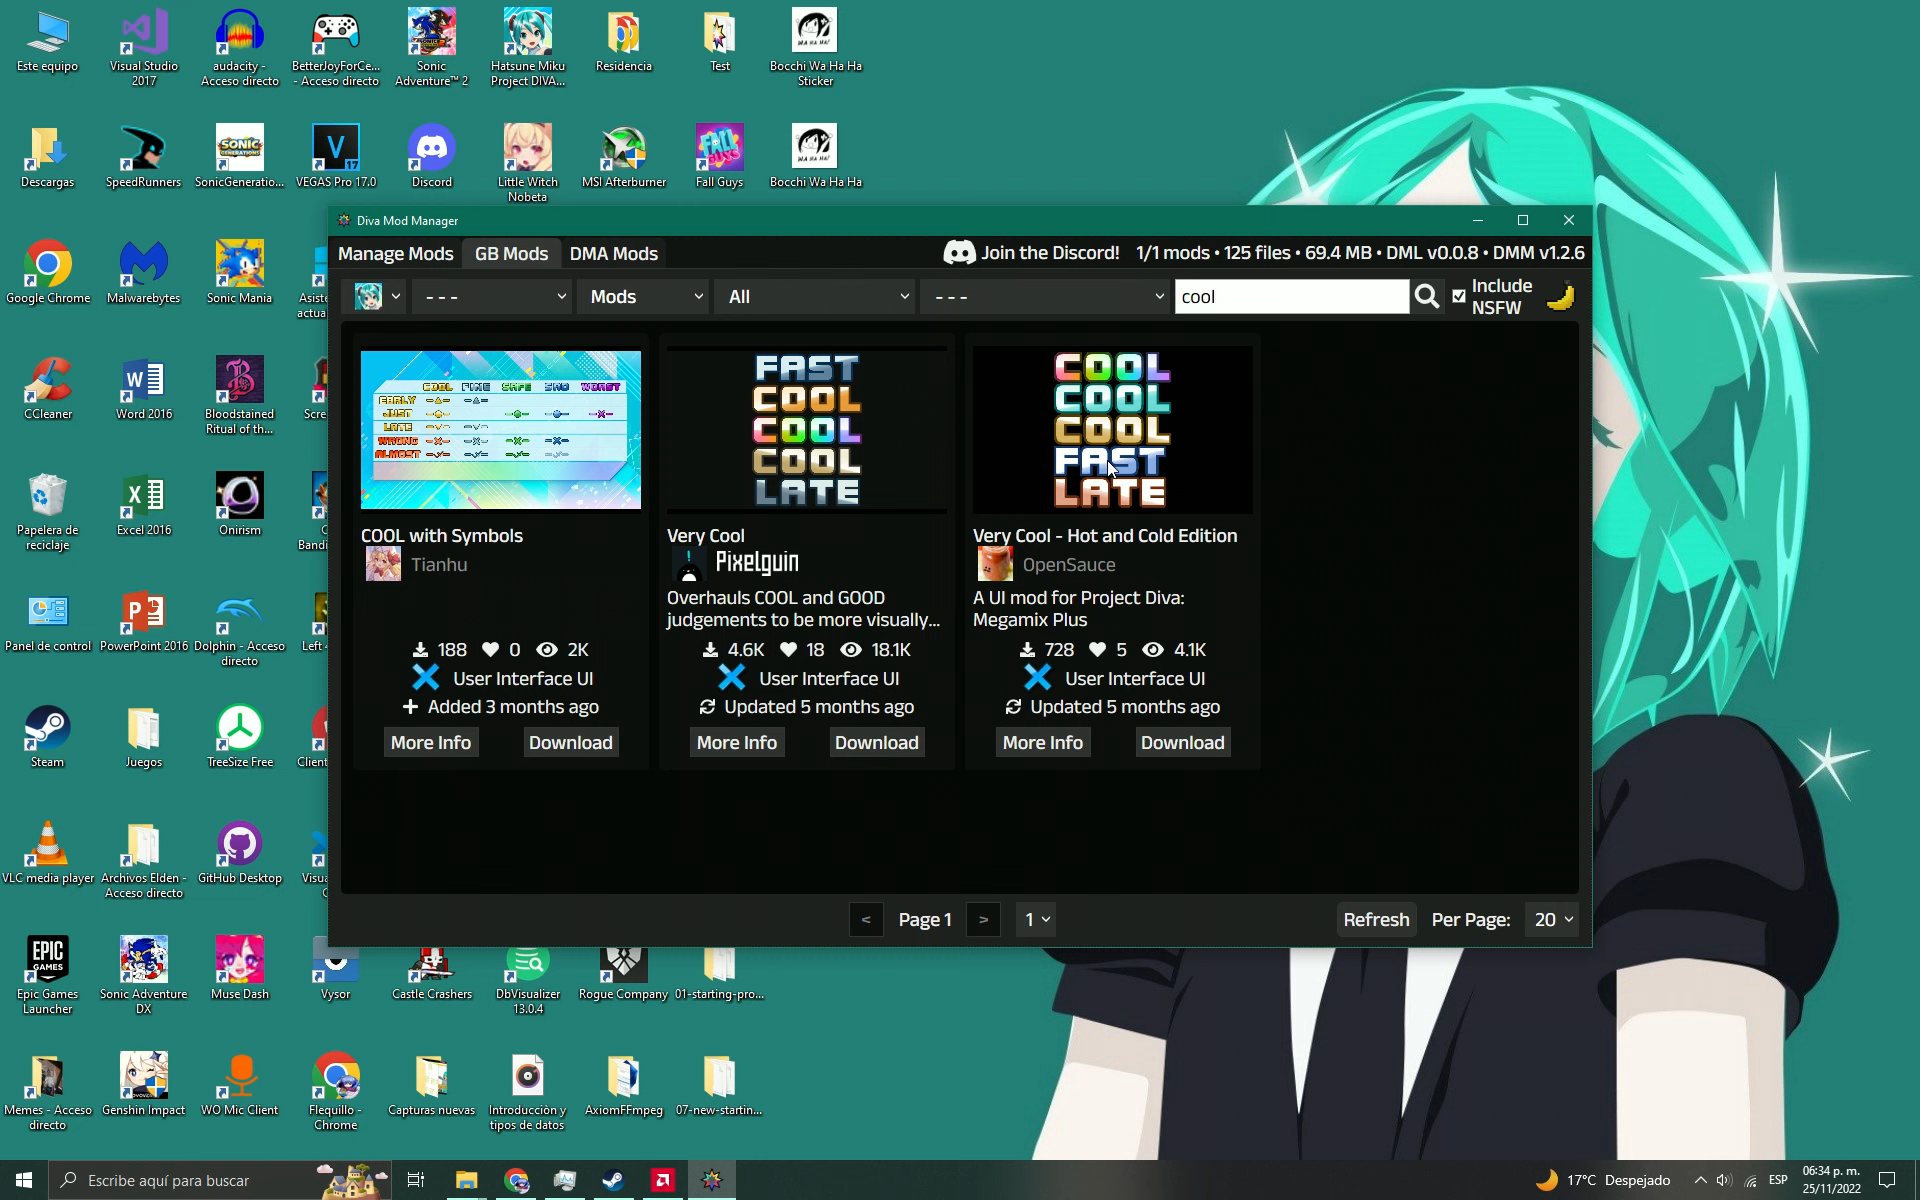 Este equipo
Visual Studio
2017
audacity -
Acceso directo
BetterJoyForCe...
- Acceso directo
Sonic
Adventure™ 2
Hatsune Miku
Project DIVA...
Residencia
Test
Bocchi Wa Ha Ha
Sticker
Descargas
SpeedRunners
SonicGeneratio...
VEGAS Pro 17.0
Discord
Little Witch
Nobeta
MSI Afterburner
Fall Guys
Bocchi Wa Ha Ha
Diva Mod Manager
Manage Mods
GB Mods
DMA Mods
Join the Discord!
1/1 mods • 125 files • 69.4 MB • DML v0.0.8 • DMM v1.2.6
- - -
Mods
All
- - -
cool
Include
NSFW
Google Chrome
Malwarebytes
Sonic Mania
COOL FINE SAFE SAD WORST
EARLY
JUST
LATE
WRONG
ALMOST
FAST
COOL
COOL
COOL
LATE
COOL
COOL
COOL
FAST
LATE
COOL with Symbols
Tianhu
188 0 2K
User Interface UI
Added 3 months ago
More Info
Download
Very Cool
Pixelguin
Overhauls COOL and GOOD
judgements to be more visually...
4.6K 18 18.1K
User Interface UI
Updated 5 months ago
More Info
Download
Very Cool - Hot and Cold Edition
OpenSauce
A UI mod for Project Diva:
Megamix Plus
728 5 4.1K
User Interface UI
Updated 5 months ago
More Info
Download
< Page 1 > 1
Refresh
Per Page:
20
CCleaner
Word 2016
Bloodstained
Ritual of th...
Papelera de
reciclaje
Excel 2016
Onirism
Panel de control
PowerPoint 2016
Dolphin - Acceso
directo
Steam
Juegos
TreeSize Free
VLC media player
Archivos Elden -
Acceso directo
GitHub Desktop
Epic Games
Launcher
Sonic Adventure
DX
Muse Dash
Vysor
Castle Crashers
DbVisualizer
13.0.4
Rogue Company
01-starting-pro...
Memes - Acceso
directo
Genshin Impact
WO Mic Client
Flequillo -
Chrome
Capturas nuevas
Introducciòn y
tipos de datos
AxiomFFmpeg
07-new-startin...
Escribe aquí para buscar
17°C Despejado
ESP
06:34 p. m.
25/11/2022